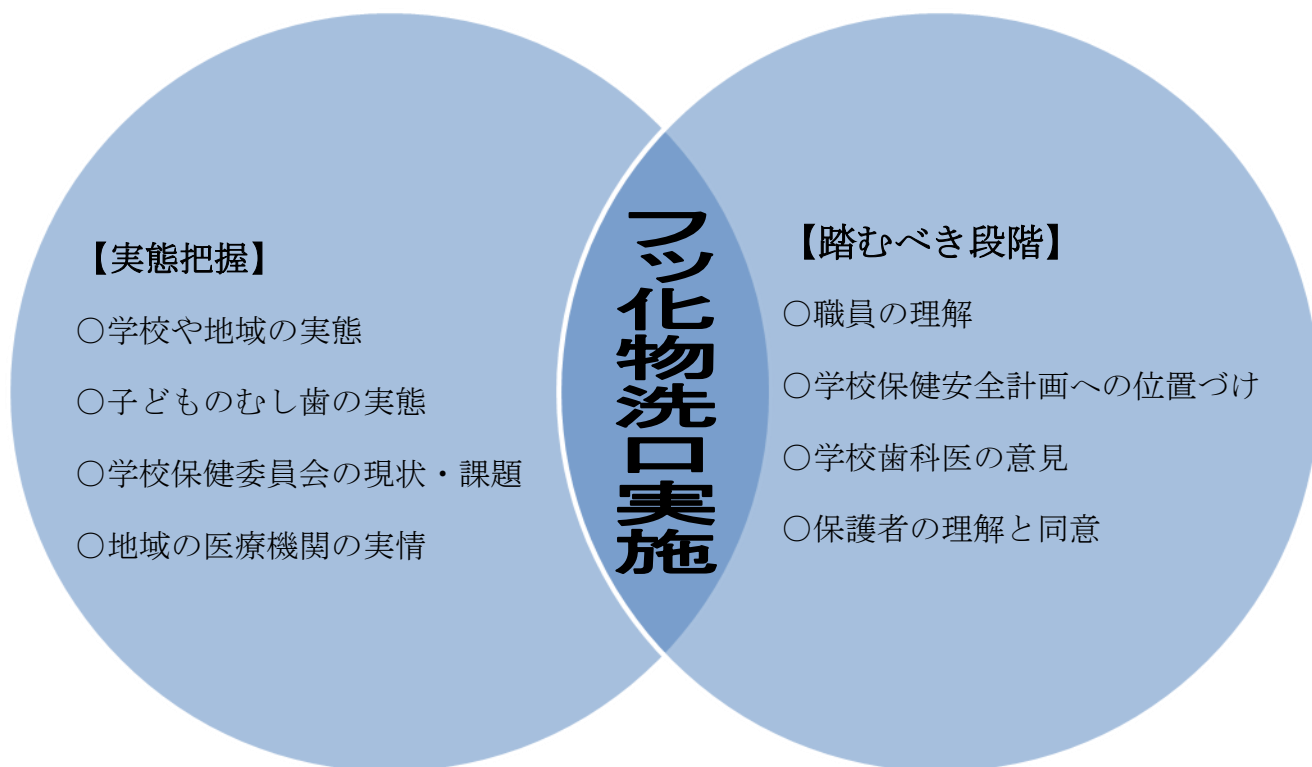 【実態把握】
○学校や地域の実態
○子どものむし歯の実態
○学校保健委員会の現状・課題
○地域の医療機関の実情
フッ化物洗口実施
【踏むべき段階】
○職員の理解
○学校保健安全計画への位置づけ
○学校歯科医の意見
○保護者の理解と同意